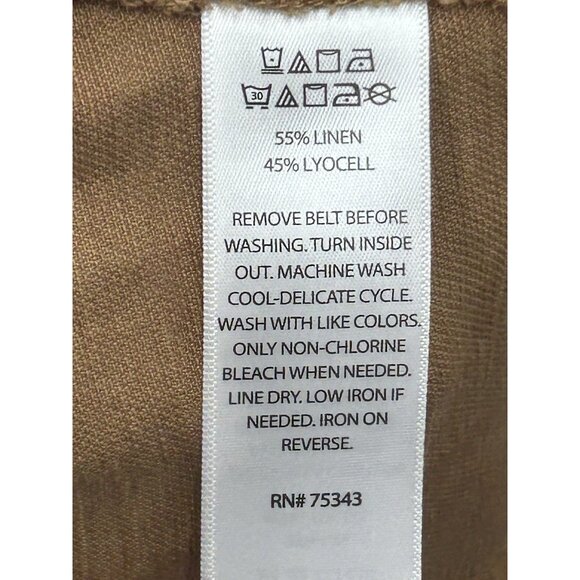 30
55% LINEN
45% LYOCELL
REMOVE BELT BEFORE
WASHING. TURN INSIDE
OUT. MACHINE WASH
COOL-DELICATE CYCLE.
WASH WITH LIKE COLORS.
ONLY NON-CHLORINE
BLEACH WHEN NEEDED.
LINE DRY. LOW IRON IF
NEEDED. IRON ON
REVERSE.
RN# 75343